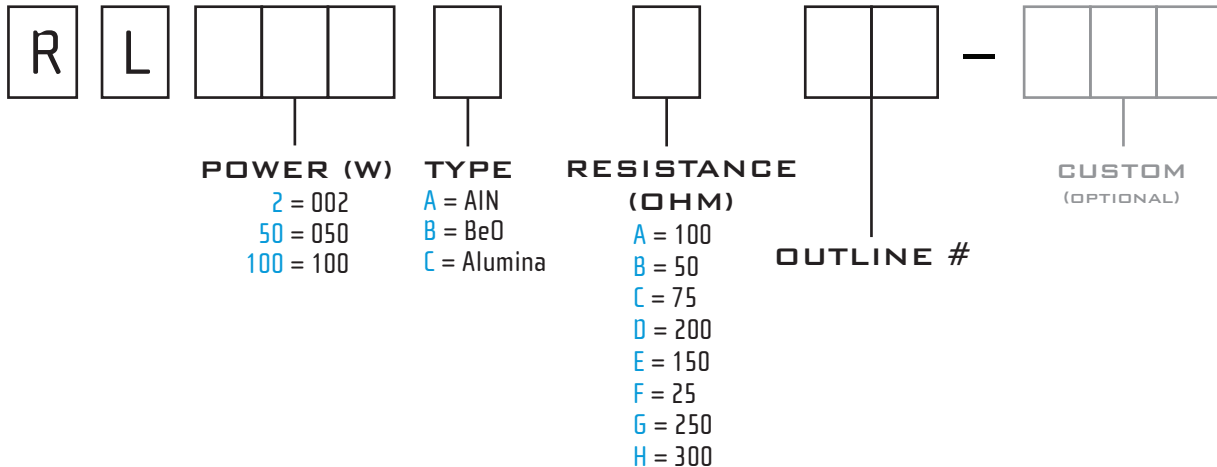 R L –
POWER (W)
2 = 002
50 = 050
100 = 100
TYPE
A = AlN
B = BeO
C = Alumina
RESISTANCE
(OHM)
A = 100
B = 50
C = 75
D = 200
E = 150
F = 25
G = 250
H = 300
OUTLINE #
CUSTOM
(OPTIONAL)